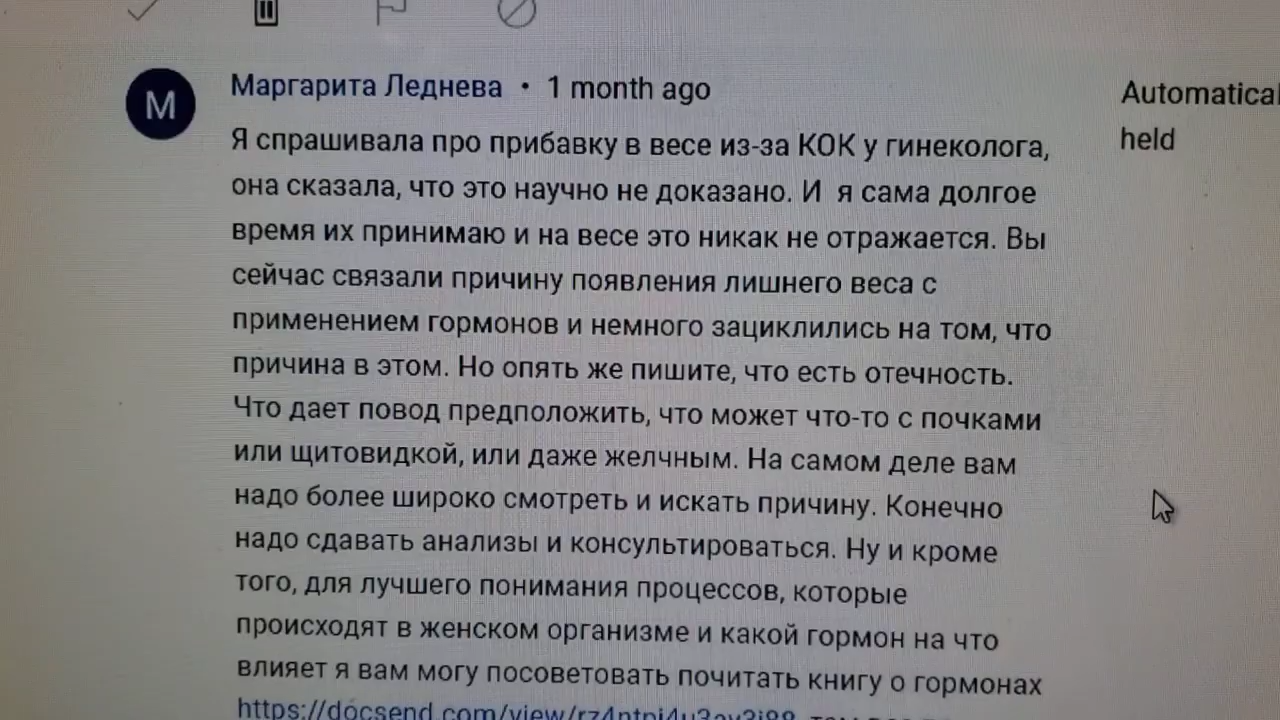 Маргарита Леднева • 1 month ago
Automatical
held
Я спрашивала про прибавку в весе из-за КОК у гинеколога,
она сказала, что это научно не доказано. И я сама долгое
время их принимаю и на весе это никак не отражается. Вы
сейчас связали причину появления лишнего веса с
применением гормонов и немного зациклились на том, что
причина в этом. Но опять же пишите, что есть отечность.
Что дает повод предположить, что может что-то с почками
или щитовидкой, или даже желчным. На самом деле вам
надо более широко смотреть и искать причину. Конечно
надо сдавать анализы и консультироваться. Ну и кроме
того, для лучшего понимания процессов, которые
происходят в женском организме и какой гормон на что
влияет я вам могу посоветовать почитать книгу о гормонах